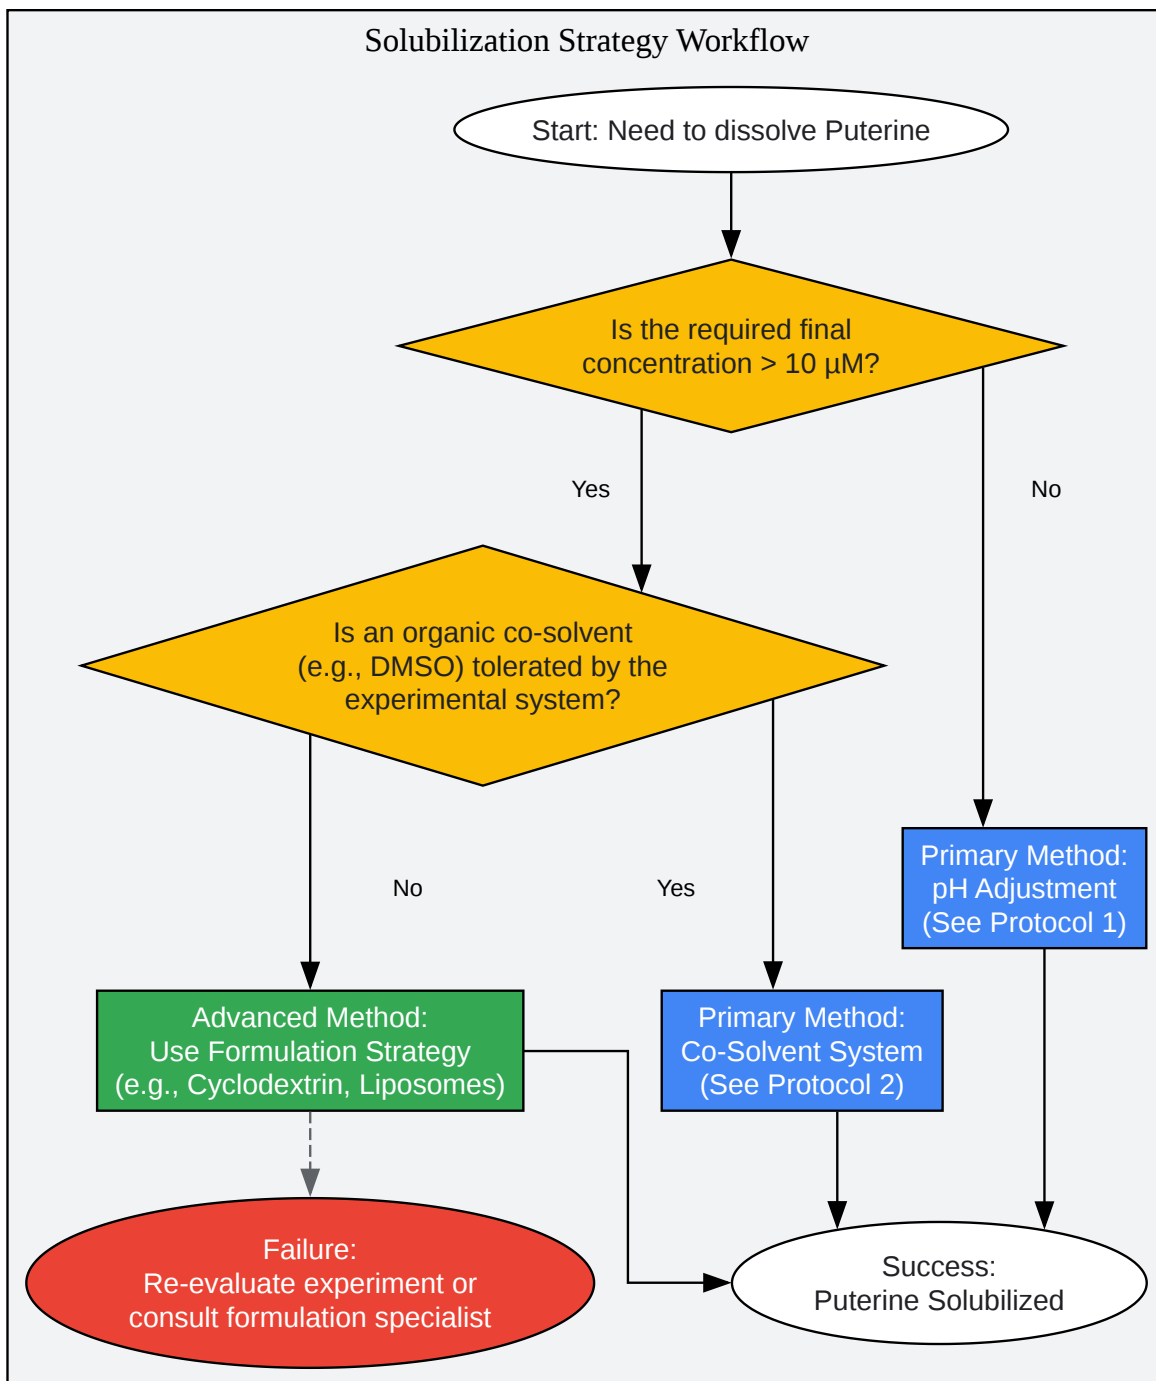 Solubilization Strategy Workflow
Start: Need to dissolve Puterine
Is the required final
concentration > 10 µM?
Yes
No
Is an organic co-solvent
(e.g., DMSO) tolerated by the
experimental system?
No
Yes
Primary Method:
pH Adjustment
(See Protocol 1)
Advanced Method:
Use Formulation Strategy
(e.g., Cyclodextrin, Liposomes)
Primary Method:
Co-Solvent System
(See Protocol 2)
Failure:
Re-evaluate experiment or
consult formulation specialist
Success:
Puterine Solubilized